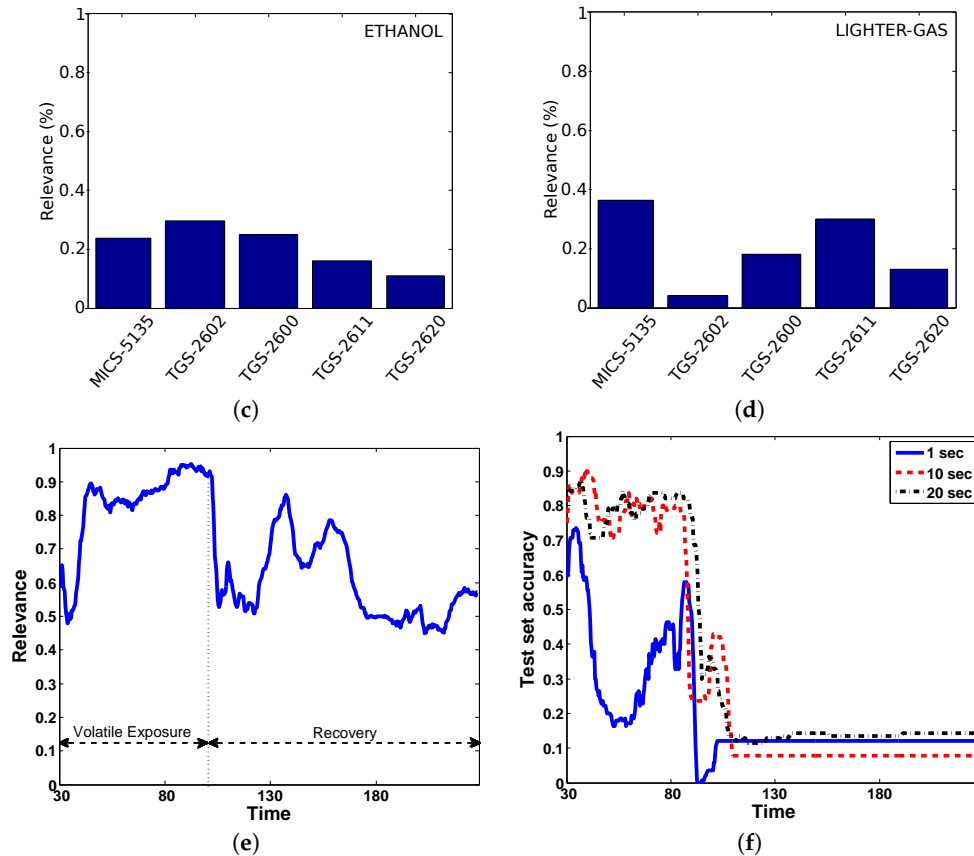 ETHANOL
Relevance (%)
1
0.8
0.6
0.4
0.2
0
MICS-5135
TGS-2602
TGS-2600
TGS-2611
TGS-2620
(c)
LIGHTER-GAS
Relevance (%)
1
0.8
0.6
0.4
0.2
0
MICS-5135
TGS-2602
TGS-2600
TGS-2611
TGS-2620
(d)
Relevance
1
0.9
0.8
0.7
0.6
0.5
0.4
0.3
0.2
0.1
0
Volatile Exposure
Recovery
30
80
130
180
Time
(e)
Test set accuracy
1
0.9
0.8
0.7
0.6
0.5
0.4
0.3
0.2
0.1
0
1 sec
10 sec
20 sec
30
80
130
180
Time
(f)